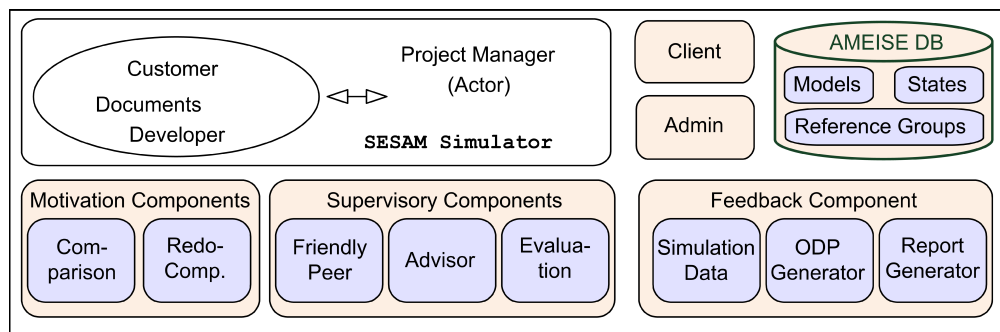 Customer
Documents
Developer
Project Manager
(Actor)
SESAM Simulator
Client
Admin
AMEISE DB
Models
States
Reference Groups
Motivation Components
Com-
parison
Redo-
Comp.
Supervisory Components
Friendly
Peer
Advisor
Evalua-
tion
Feedback Component
Simulation
Data
ODP
Generator
Report
Generator